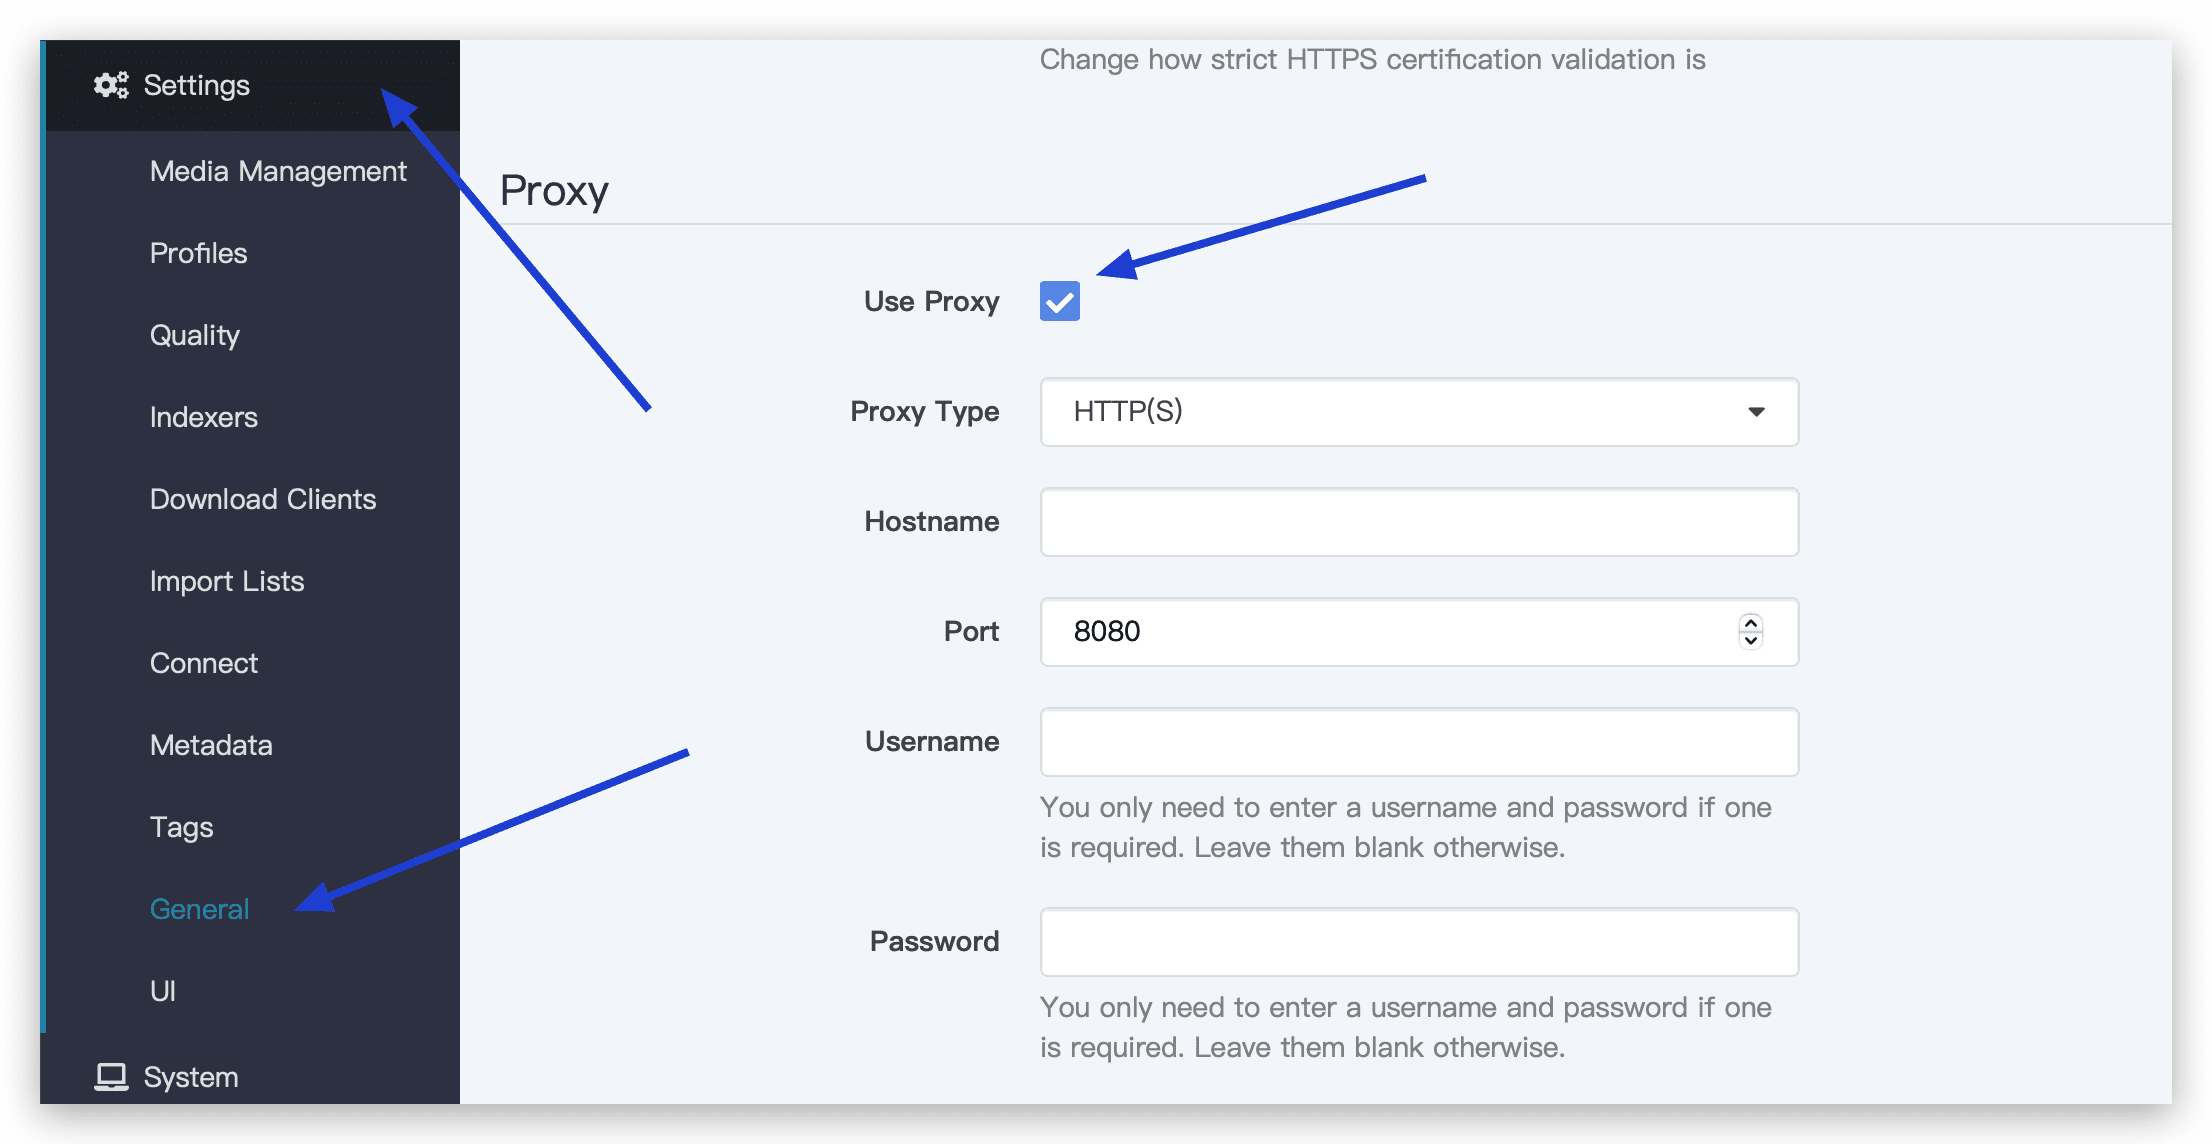 Settings
Media Management
Profiles
Quality
Indexers
Download Clients
Import Lists
Connect
Metadata
Tags
General
UI
System
Change how strict HTTPS certification validation is
Proxy
Use Proxy
Proxy Type
HTTP(S)
Hostname
Port
8080
Username
You only need to enter a username and password if one
is required. Leave them blank otherwise.
Password
You only need to enter a username and password if one
is required. Leave them blank otherwise.